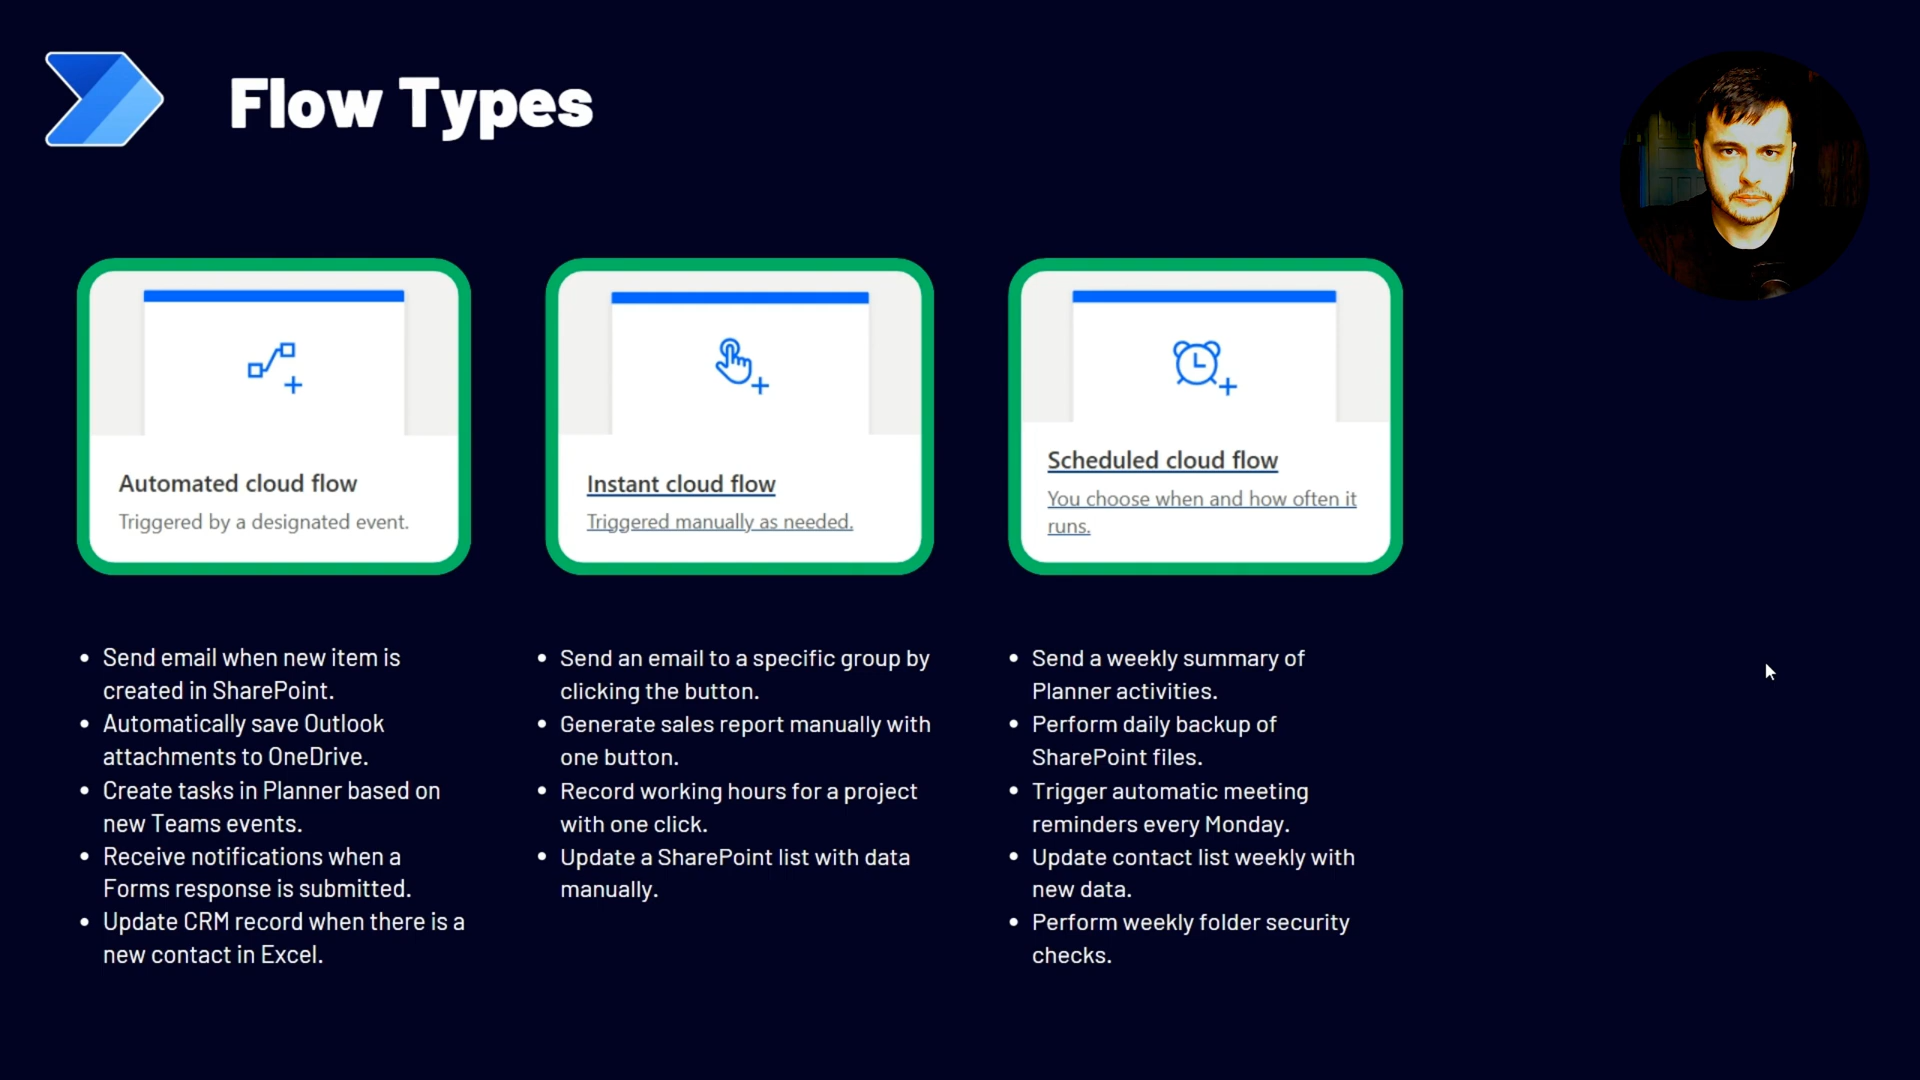 Flow Types
Automated cloud flow
Triggered by a designated event.
Instant cloud flow
Triggered manually as needed.
Scheduled cloud flow
You choose when and how often it
runs.
• Send email when new item is
created in SharePoint.
• Automatically save Outlook
attachments to OneDrive.
• Create tasks in Planner based on
new Teams events.
• Receive notifications when a
Forms response is submitted.
• Update CRM record when there is a
new contact in Excel.
• Send an email to a specific group by
clicking the button.
• Generate sales report manually with
one button.
• Record working hours for a project
with one click.
• Update a SharePoint list with data
manually.
• Send a weekly summary of
Planner activities.
• Perform daily backup of
SharePoint files.
• Trigger automatic meeting
reminders every Monday.
• Update contact list weekly with
new data.
• Perform weekly folder security
checks.